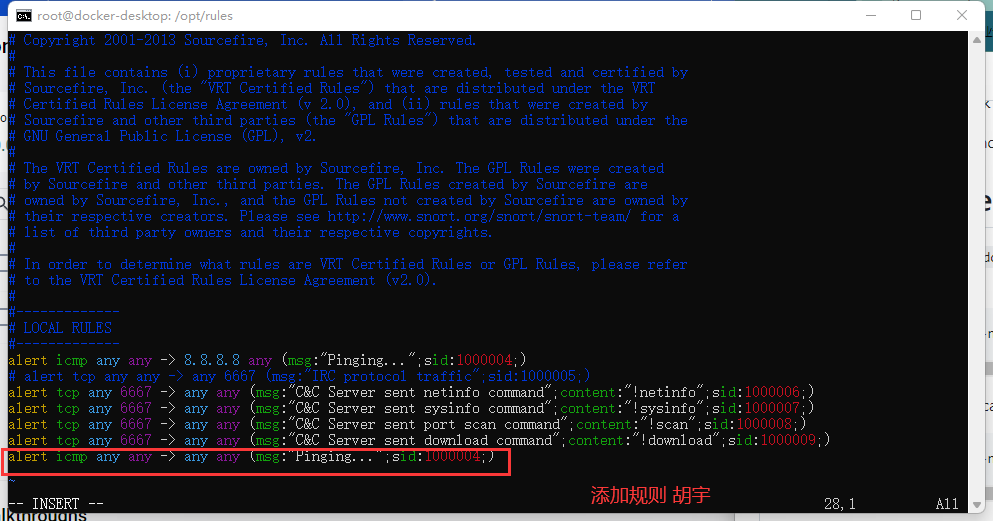 root@docker-desktop: /opt/rules
# Copyright 2001-2013 Sourcefire, Inc. All Rights Reserved.
#
# This file contains (i) proprietary rules that were created, tested and certified by
# Sourcefire, Inc. (the "VRT Certified Rules") that are distributed under the VRT
# Certified Rules License Agreement (v 2.0), and (ii) rules that were created by
# Sourcefire and other third parties (the "GPL Rules") that are distributed under the
# GNU General Public License (GPL), v2.
#
# The VRT Certified Rules are owned by Sourcefire, Inc. The GPL Rules were created
# by Sourcefire and other third parties. The GPL Rules created by Sourcefire are
# owned by Sourcefire, Inc., and the GPL Rules not created by Sourcefire are owned by
# their respective creators. Please see http://www.snort.org/snort/snort-team/ for a
# list of third party owners and their respective copyrights.
#
# In order to determine what rules are VRT Certified Rules or GPL Rules, please refer
# to the VRT Certified Rules License Agreement (v2.0).
#
#-------------
# LOCAL RULES
#-------------
alert icmp any any -> 8.8.8.8 any (msg:"Pinging...";sid:1000004;)
# alert tcp any any -> any 6667 (msg:"IRC protocol traffic";sid:1000005;)
alert tcp any 6667 -> any any (msg:"C&C Server sent netinfo command";content:"!netinfo";sid:1000006;)
alert tcp any 6667 -> any any (msg:"C&C Server sent sysinfo command";content:"!sysinfo";sid:1000007;)
alert tcp any 6667 -> any any (msg:"C&C Server sent port scan command";content:"!scan";sid:1000008;)
alert tcp any 6667 -> any any (msg:"C&C Server sent download command";content:"!download";sid:1000009;)
alert icmp any any -> any any (msg:"Pinging...";sid:1000004;)
~
添加规则 胡宇
-- INSERT -- 28,1 All